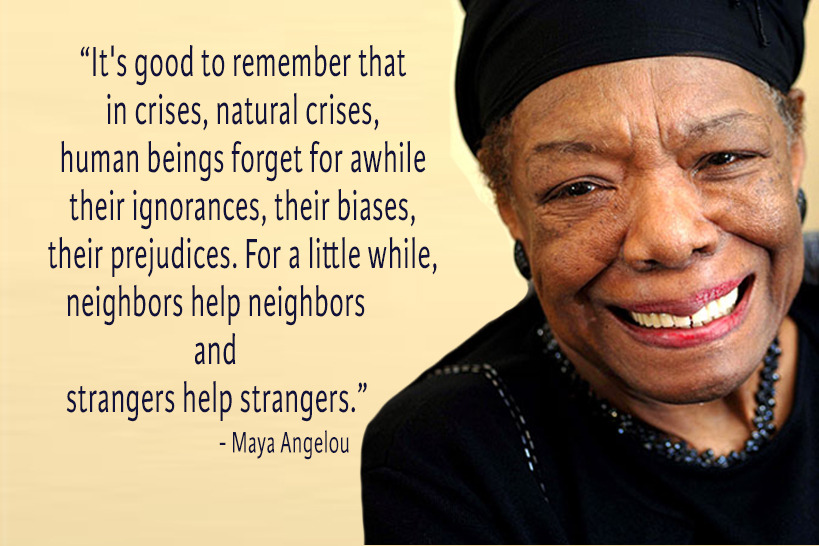 “It's good to remember that
in crises, natural crises,
human beings forget for awhile
their ignorances, their biases,
their prejudices. For a little while,
neighbors help neighbors
and
strangers help strangers.”
- Maya Angelou